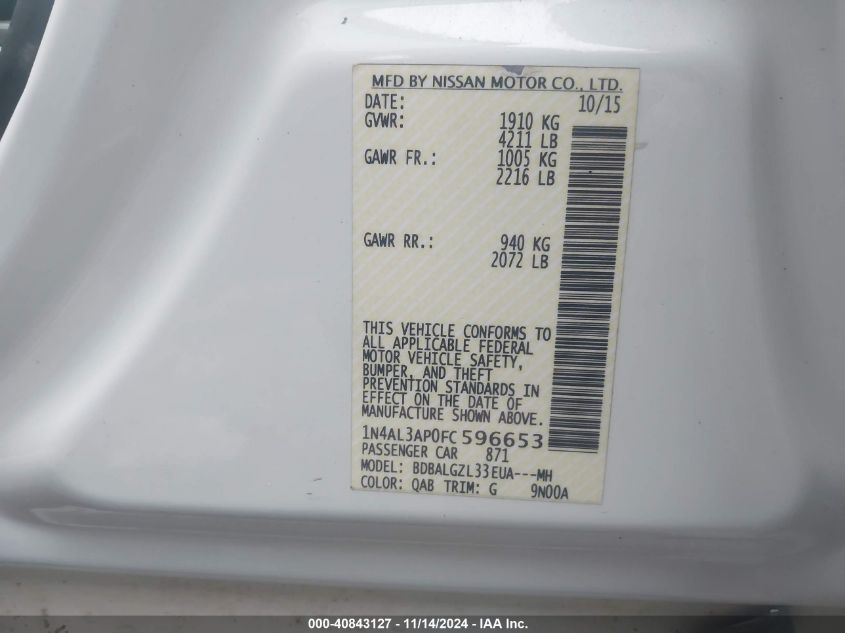 MFD BY NISSAN MOTOR CO., LTD.
DATE: 10/15
GVWR: 1910 KG
4211 LB
GAWR FR.: 1005 KG
2216 LB
GAWR RR.: 940 KG
2072 LB
THIS VEHICLE CONFORMS TO
ALL APPLICABLE FEDERAL
MOTOR VEHICLE SAFETY,
BUMPER, AND THEFT
PREVENTION STANDARDS IN
EFFECT ON THE DATE OF
MANUFACTURE SHOWN ABOVE.
1N4AL3AP0FC596653
PASSENGER CAR 871
MODEL: BDBALGZL33EUA---MH
COLOR: QAB TRIM: G 9N00A
000-40843127 - 11/14/2024 - IAA Inc.